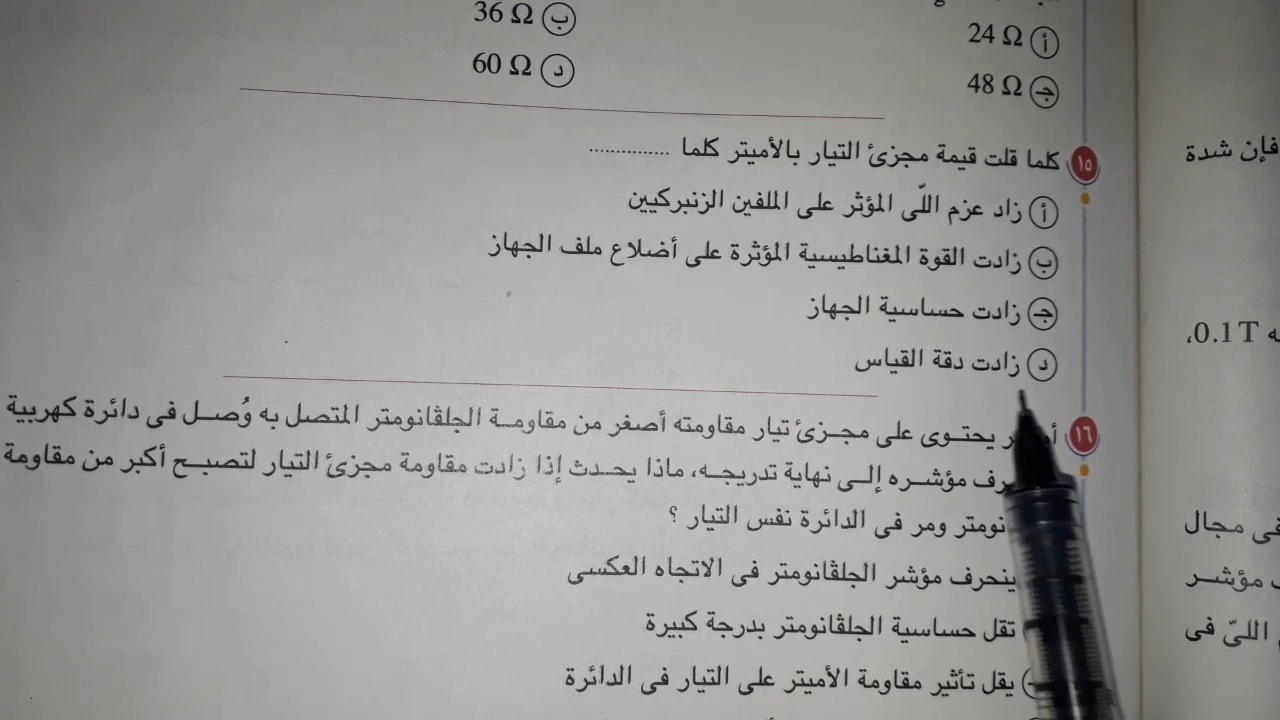 أ 24 Ω ب 36 Ω
ج 48 Ω د 60 Ω
١٥ كلما قلت قيمة مجزئ التيار بالأميتر كلما ..............
أ زاد عزم اللّى المؤثر على الملفين الزنبركيين
ب زادت القوة المغناطيسية المؤثرة على أضلاع ملف الجهاز
ج زادت حساسية الجهاز
د زادت دقة القياس
١٦ يحتوى على مجزئ تيار مقاومته أصغر من مقاومة الجلڤانومتر المتصل به وُصل فى دائرة كهربية
مؤشره إلى نهاية تدريجه، ماذا يحدث إذا زادت مقاومة مجزئ التيار لتصبح أكبر من مقاومة
ومر فى الدائرة نفس التيار ؟
ينحرف مؤشر الجلڤانومتر فى الاتجاه العكسى
تقل حساسية الجلڤانومتر بدرجة كبيرة
يقل تأثير مقاومة الأميتر على التيار فى الدائرة
فإن شدة
0.1 T،
فى مجال
مؤشر
اللىّ فى